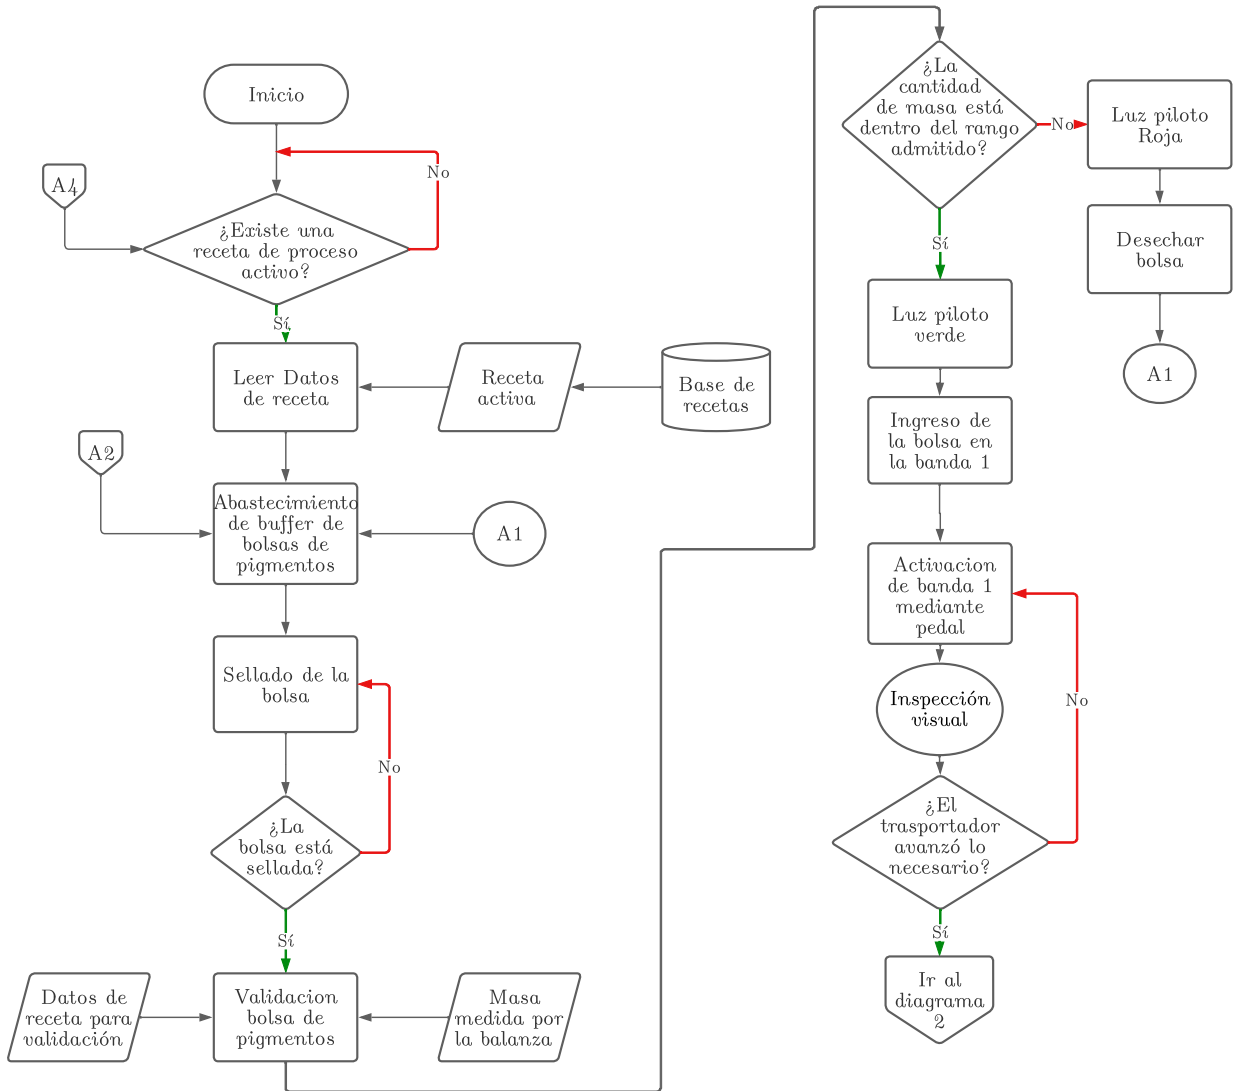 Inicio
No
A4
¿Existe una
receta de proceso
activo?
Sí
Leer Datos
de receta
Receta
activa
Base de
recetas
A2
Abastecimiento
de buffer de
bolsas de
pigmentos
A1
Sellado de la
bolsa
No
¿La
bolsa está
sellada?
Sí
Datos de
receta para
validación
Validacion
bolsa de
pigmentos
Masa
medida por
la balanza
¿La
cantidad
de masa está
dentro del rango
admitido?
No
Luz piloto
Roja
Desechar
bolsa
A1
Sí
Luz piloto
verde
Ingreso de
la bolsa en
la banda 1
Activacion
de banda 1
mediante
pedal
Inspección
visual
No
¿El
trasportador
avanzó lo
necesario?
Sí
Ir al
diagrama
2